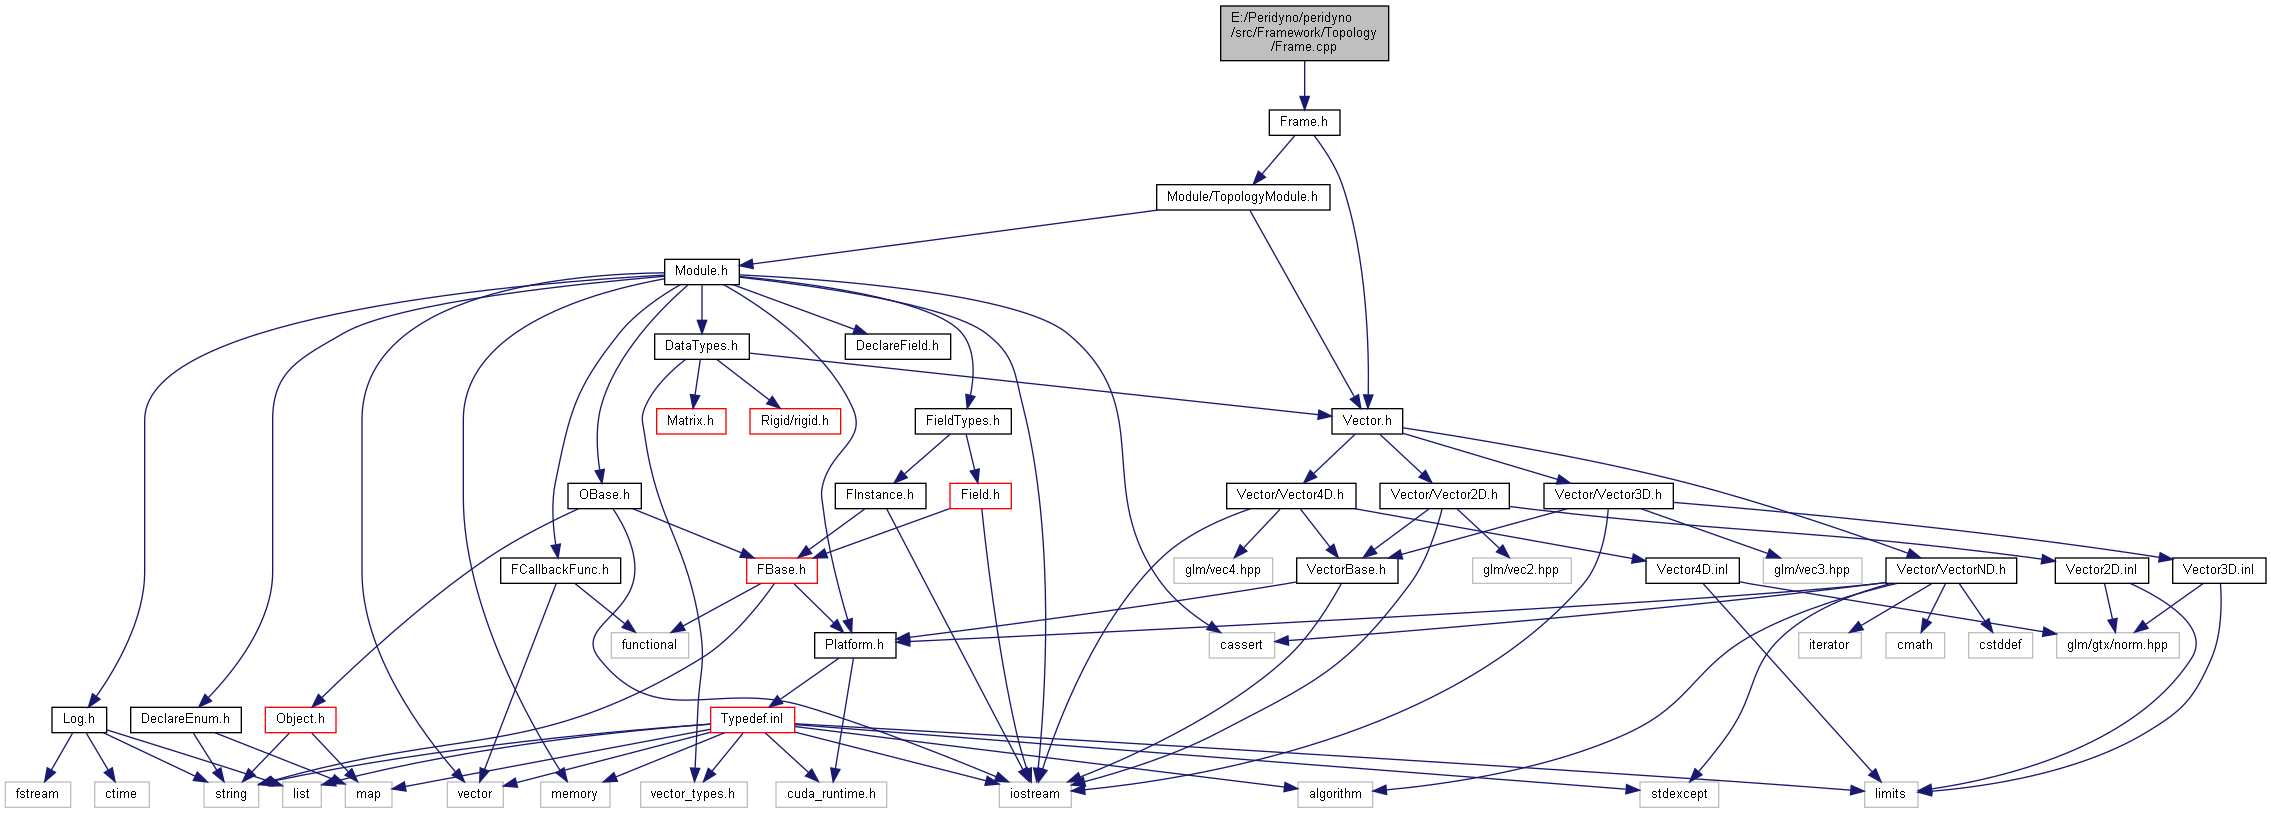 E:/Peridyno/peridyno
/src/Framework/Topology
/Frame.cpp
Frame.h
Module/TopologyModule.h
Module.h
DataTypes.h
DeclareField.h
Matrix.h
Rigid/rigid.h
FieldTypes.h
Vector.h
OBase.h
FInstance.h
Field.h
Vector/Vector4D.h
Vector/Vector2D.h
Vector/Vector3D.h
FCallbackFunc.h
FBase.h
glm/vec4.hpp
VectorBase.h
glm/vec2.hpp
Vector4D.inl
glm/vec3.hpp
Vector/VectorND.h
Vector2D.inl
Vector3D.inl
functional
Platform.h
cassert
iterator
cmath
cstddef
glm/gtx/norm.hpp
Log.h
DeclareEnum.h
Object.h
Typedef.inl
fstream
ctime
string
list
map
vector
memory
vector_types.h
cuda_runtime.h
iostream
algorithm
stdexcept
limits